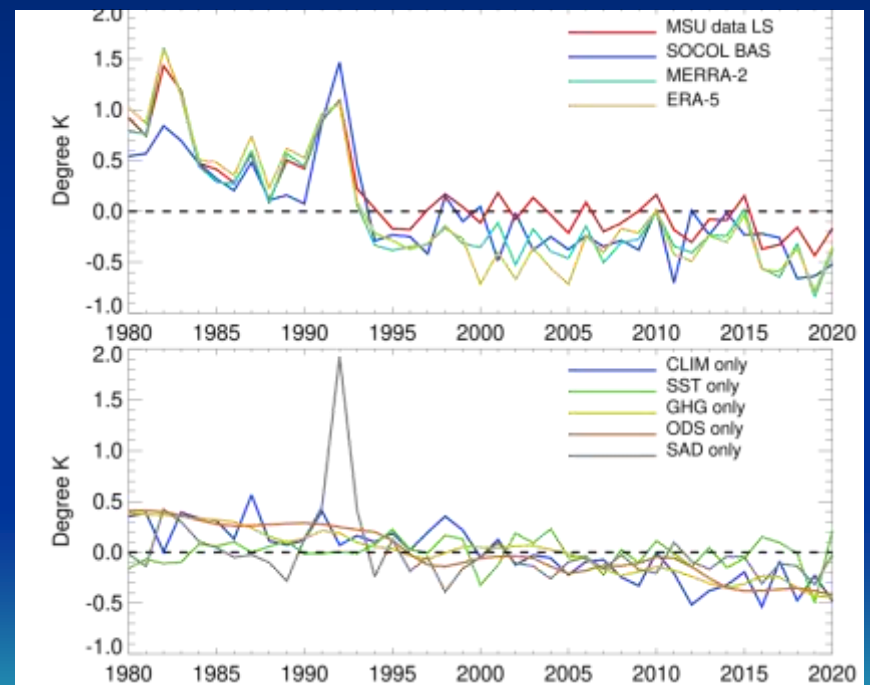 2.0
1.5
1.0
0.5
0.0
-0.5
-1.0
Degree K
MSU data LS
SOCOL BAS
MERRA-2
ERA-5
1980 1985 1990 1995 2000 2005 2010 2015 2020
2.0
1.5
1.0
0.5
0.0
-0.5
-1.0
Degree K
CLIM only
SST only
GHG only
ODS only
SAD only
1980 1985 1990 1995 2000 2005 2010 2015 2020